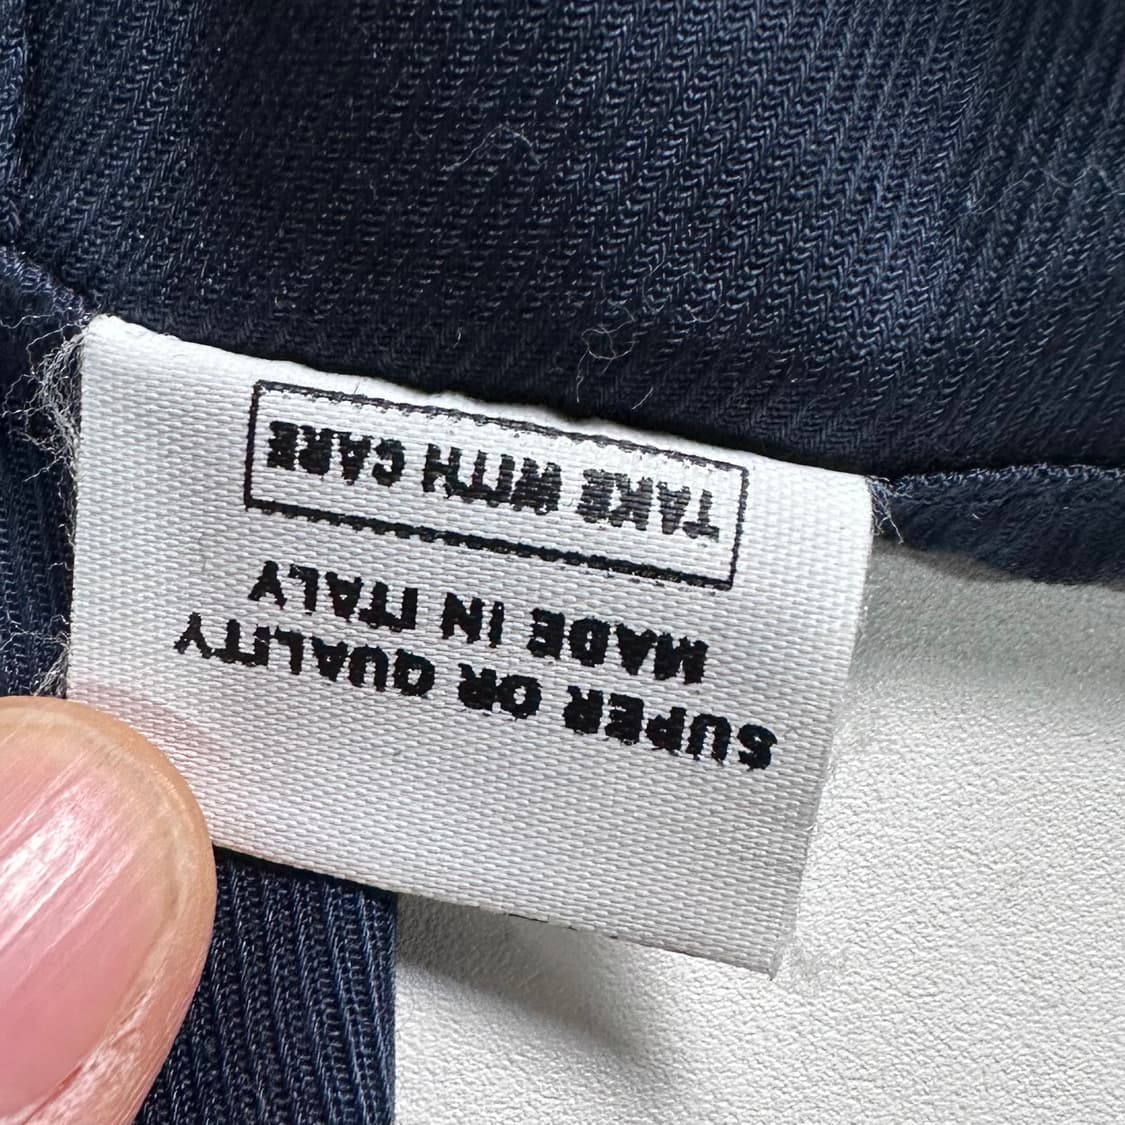 SUPER OR QUALITY
MADE IN ITALY
TAKE WITH CARE